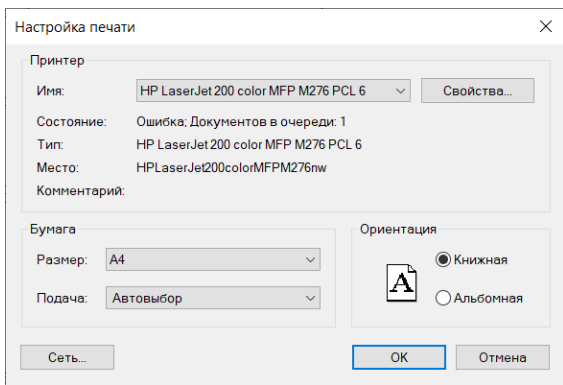 Настройка печати
Принтер
Имя: HP LaserJet 200 color MFP M276 PCL 6 Свойства...
Состояние: Ошибка; Документов в очереди: 1
Тип: HP LaserJet 200 color MFP M276 PCL 6
Место: HPLaserJet200colorMFPM276nw
Комментарий:
Бумага Ориентация
Размер: A4 Книжная
A
Подача: Автовыбор Альбомная
Сеть... OK Отмена